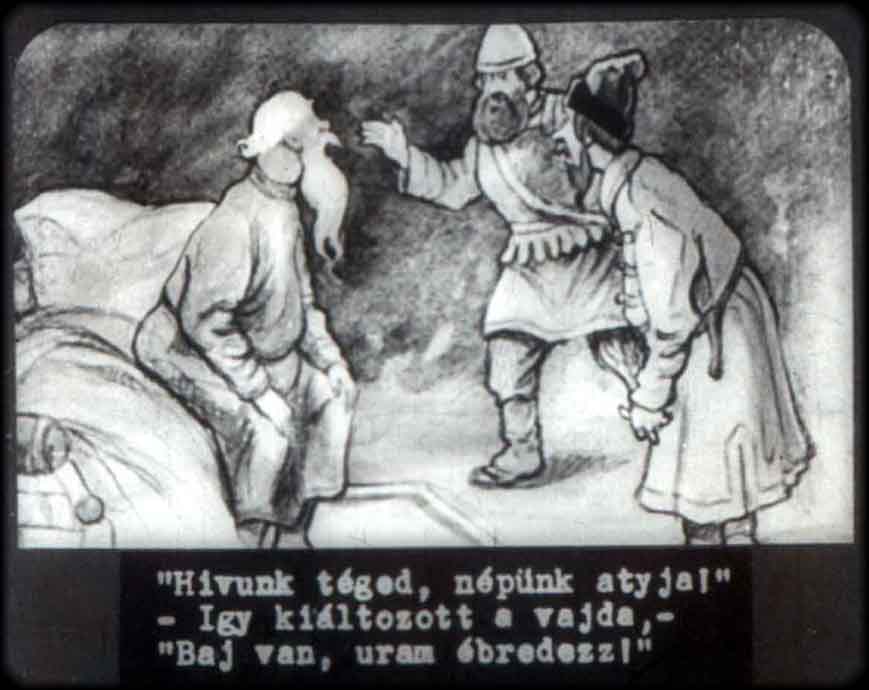 "Hivunk téged, népünk atyja!"
- Igy kiáltozott a vajda,-
"Baj van, uram ébredezz!"